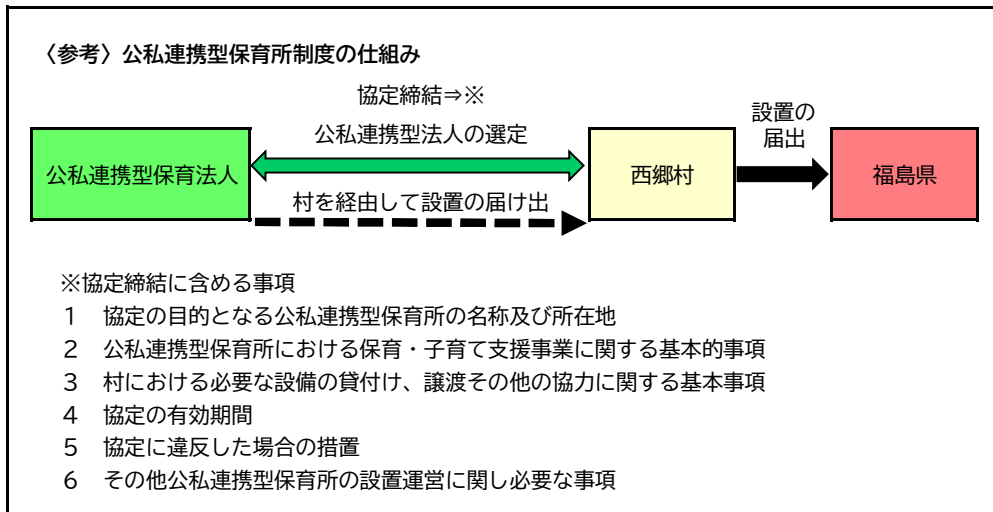 〈参考〉公私連携型保育所制度の仕組み
協定締結⇒※
公私連携型法人の選定
設置の
届出
公私連携型保育法人
西郷村
福島県
村を経由して設置の届け出
※協定締結に含める事項
1 協定の目的となる公私連携型保育所の名称及び所在地
2 公私連携型保育所における保育・子育て支援事業に関する基本的事項
3 村における必要な設備の貸付け、譲渡その他の協力に関する基本事項
4 協定の有効期間
5 協定に違反した場合の措置
6 その他公私連携型保育所の設置運営に関し必要な事項